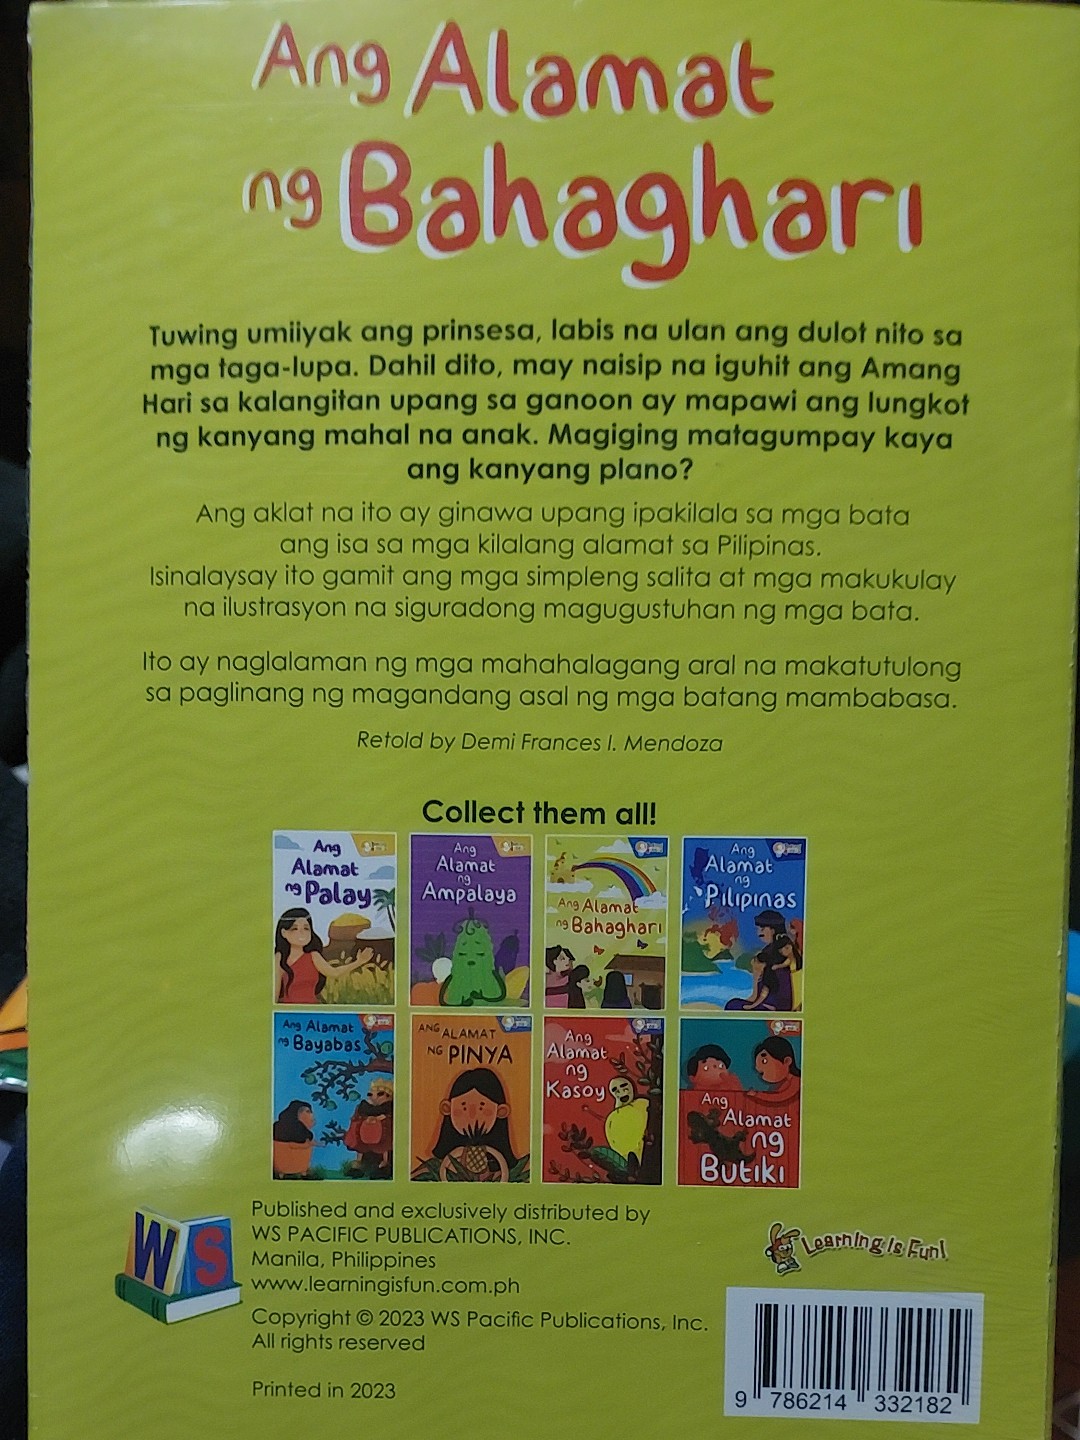 Ang Alamat
ng Bahaghari
Tuwing umiiyak ang prinsesa, labis na ulan ang dulot nito sa
mga taga-lupa. Dahil dito, may naisip na iguhit ang Amang
Hari sa kalangitan upang sa ganoon ay mapawi ang lungkot
ng kanyang mahal na anak. Magiging matagumpay kaya
ang kanyang plano?
Ang aklat na ito ay ginawa upang ipakilala sa mga bata
ang isa sa mga kilalang alamat sa Pilipinas.
Isinalaysay ito gamit ang mga simpleng salita at mga makukulay
na ilustrasyon na siguradong magugustuhan ng mga bata.
Ito ay naglalaman ng mga mahahalagang aral na makatutulong
sa paglinang ng magandang asal ng mga batang mambabasa.
Retold by Demi Frances I. Mendoza
Collect them all!
Ang
Alamat
ng Palay
Ang
Alamat
ng
Ampalaya
Ang Alamat
ng Bahaghari
Ang
Alamat
ng
Pilipinas
Ang Alamat
ng Bayabas
ANG ALAMAT
NG PINYA
Ang
Alamat
ng
Kasoy
Ang
Alamat
ng
Butiki
WS
Published and exclusively distributed by
WS PACIFIC PUBLICATIONS, INC.
Manila, Philippines
www.learningisfun.com.ph
Copyright © 2023 WS Pacific Publications, Inc.
All rights reserved
Printed in 2023
Learning Is Fun!
9 786214 332182